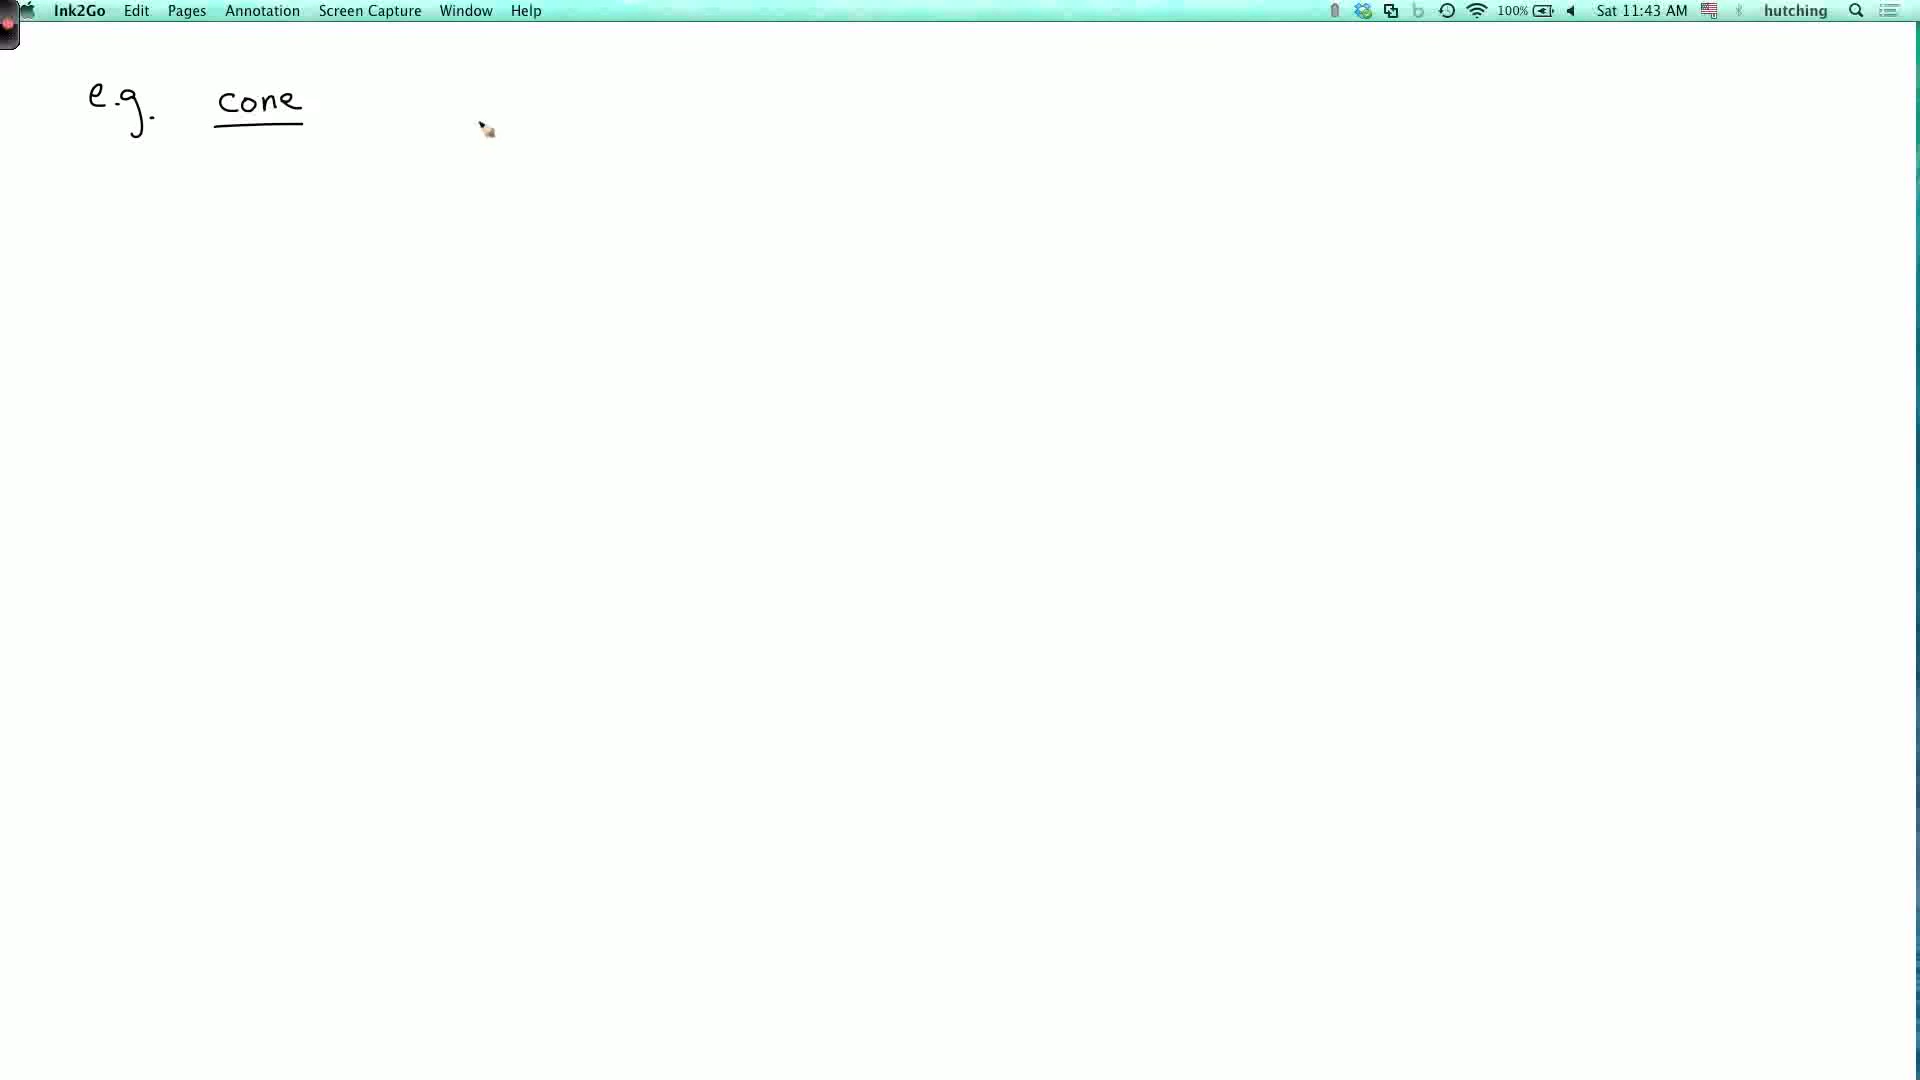 Ink2Go Edit Pages Annotation Screen Capture Window Help 100% Sat 11:43 AM hutching
e.g. cone